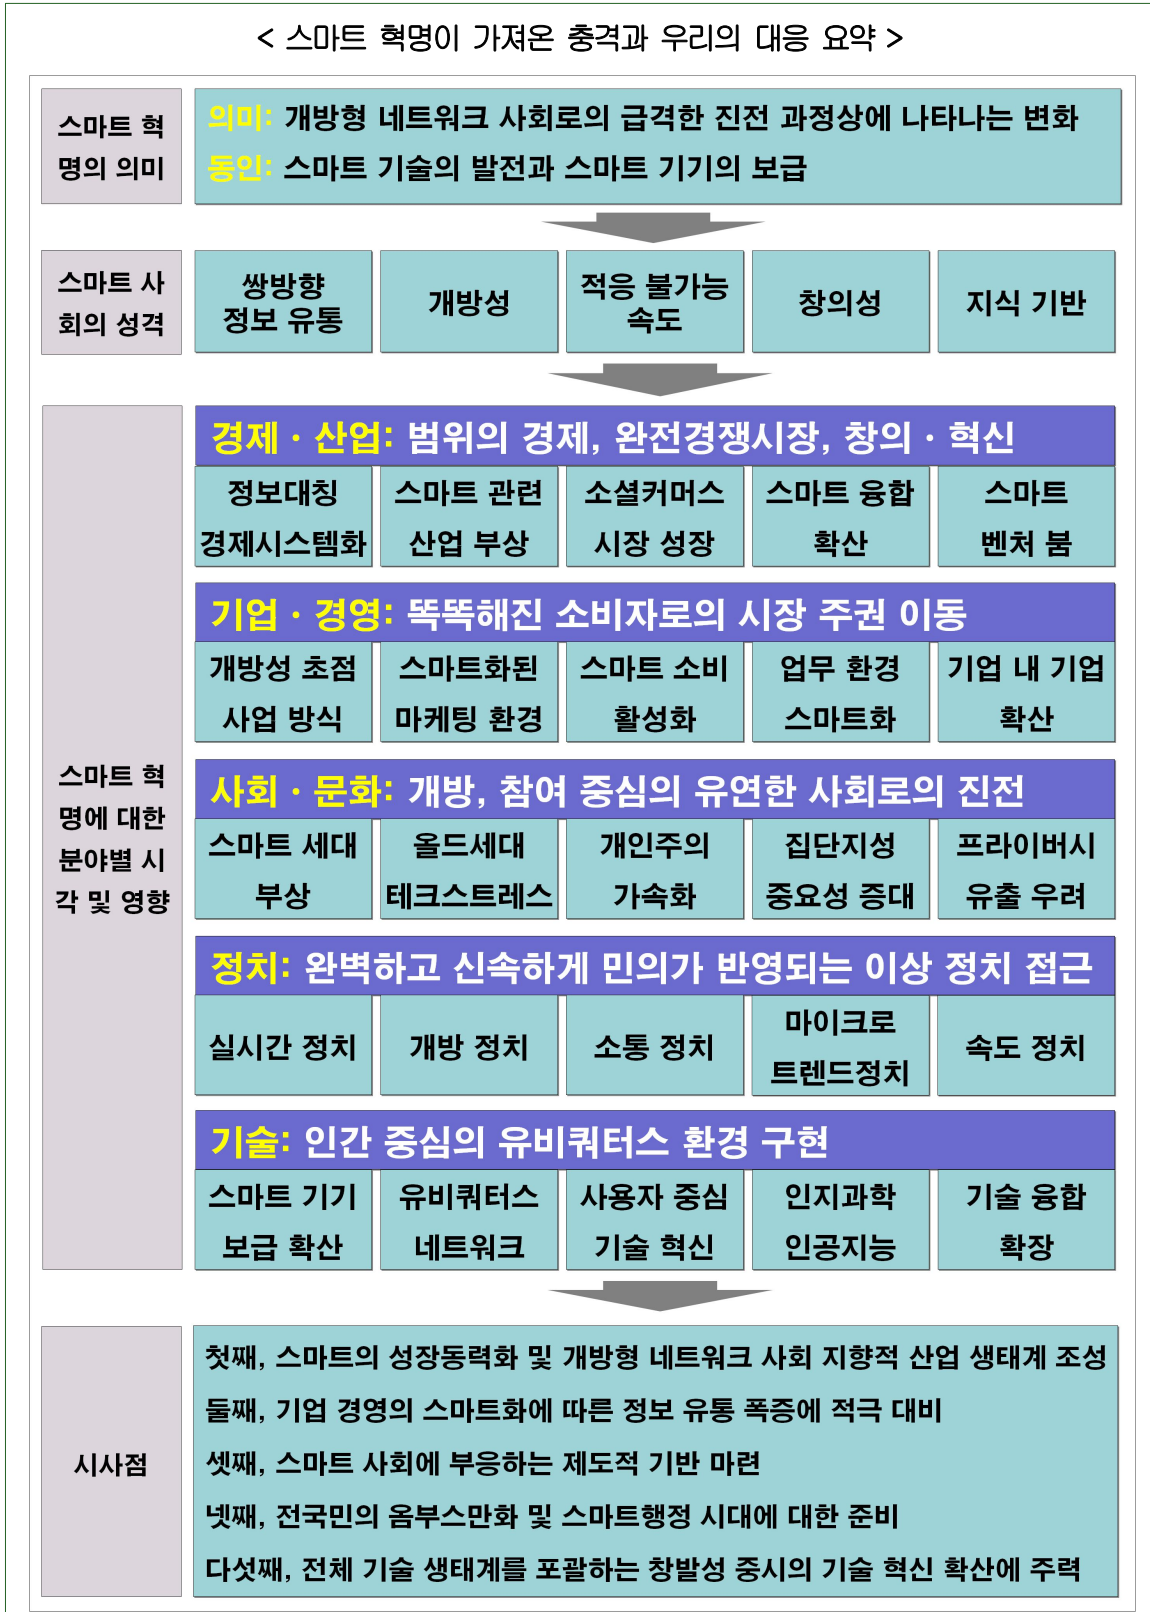 < 스마트 혁명이 가져온 충격과 우리의 대응 요약 >
스마트 혁
명의 의미
의미: 개방형 네트워크 사회로의 급격한 진전 과정상에 나타나는 변화
동인: 스마트 기술의 발전과 스마트 기기의 보급
스마트 사
회의 성격
쌍방향
정보 유통
개방성
적응 불가능
속도
창의성
지식 기반
스마트 혁
명에 대한
분야별 시
각 및 영향
경제 · 산업: 범위의 경제, 완전경쟁시장, 창의 · 혁신
정보대칭
경제시스템화
스마트 관련
산업 부상
소셜커머스
시장 성장
스마트 융합
확산
스마트
벤처 붐
기업 · 경영: 똑똑해진 소비자로의 시장 주권 이동
개방성 초점
사업 방식
스마트화된
마케팅 환경
스마트 소비
활성화
업무 환경
스마트화
기업 내 기업
확산
사회 · 문화: 개방, 참여 중심의 유연한 사회로의 진전
스마트 세대
부상
올드세대
테크스트레스
개인주의
가속화
집단지성
중요성 증대
프라이버시
유출 우려
정치: 완벽하고 신속하게 민의가 반영되는 이상 정치 접근
실시간 정치
개방 정치
소통 정치
마이크로
트렌드정치
속도 정치
기술: 인간 중심의 유비쿼터스 환경 구현
스마트 기기
보급 확산
유비쿼터스
네트워크
사용자 중심
기술 혁신
인지과학
인공지능
기술 융합
확장
시사점
첫째, 스마트의 성장동력화 및 개방형 네트워크 사회 지향적 산업 생태계 조성
둘째, 기업 경영의 스마트화에 따른 정보 유통 폭증에 적극 대비
셋째, 스마트 사회에 부응하는 제도적 기반 마련
넷째, 전국민의 옴부스만화 및 스마트행정 시대에 대한 준비
다섯째, 전체 기술 생태계를 포괄하는 창발성 중시의 기술 혁신 확산에 주력